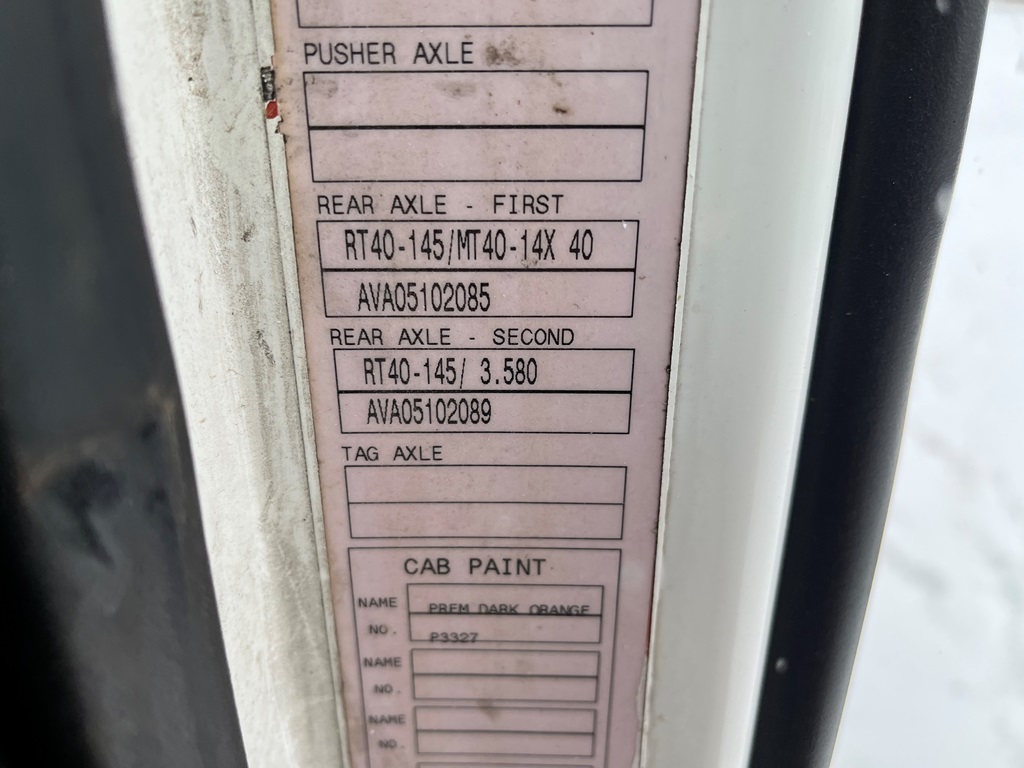 PUSHER AXLE
REAR AXLE - FIRST
RT40-145/MT40-14X 40
AVA05102085
REAR AXLE - SECOND
RT40-145/ 3.580
AVA05102089
TAG AXLE
CAB PAINT
NAME PREM DARK ORANGE
NO. P3327
NAME
NO.
NAME
NO.